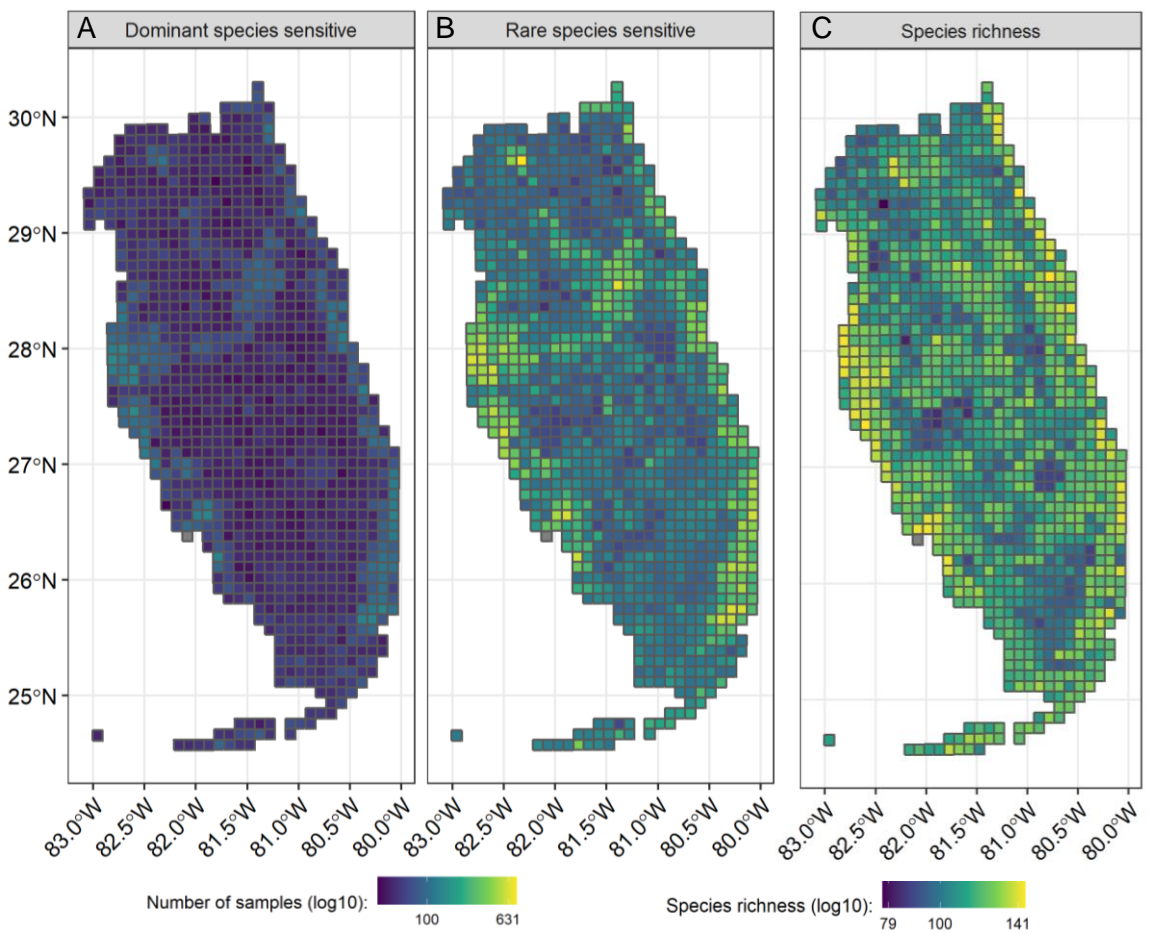 A Dominant species sensitive
B Rare species sensitive
C Species richness
30°N
29°N
28°N
27°N
26°N
25°N
83.0°W 82.5°W 82.0°W 81.5°W 81.0°W 80.5°W 80.0°W
83.0°W 82.5°W 82.0°W 81.5°W 81.0°W 80.5°W 80.0°W
83.0°W 82.5°W 82.0°W 81.5°W 81.0°W 80.5°W 80.0°W
Number of samples (log10):
100 631
Species richness (log10):
79 100 141